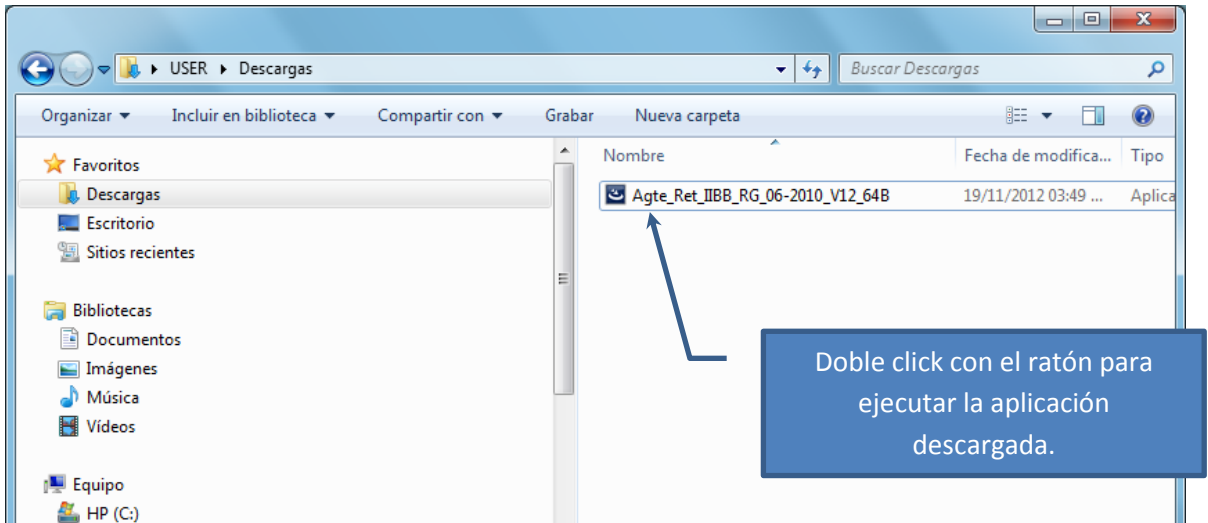 USER Descargas
Buscar Descargas
Organizar Incluir en biblioteca Compartir con Grabar Nueva carpeta
Favoritos
Descargas
Escritorio
Sitios recientes
Bibliotecas
Documentos
Imágenes
Música
Vídeos
Equipo
HP (C:)
Nombre Fecha de modifica... Tipo
Agte_Ret_IIBB_RG_06-2010_V12_64B 19/11/2012 03:49 ... Aplica
Doble click con el ratón para
ejecutar la aplicación
descargada.